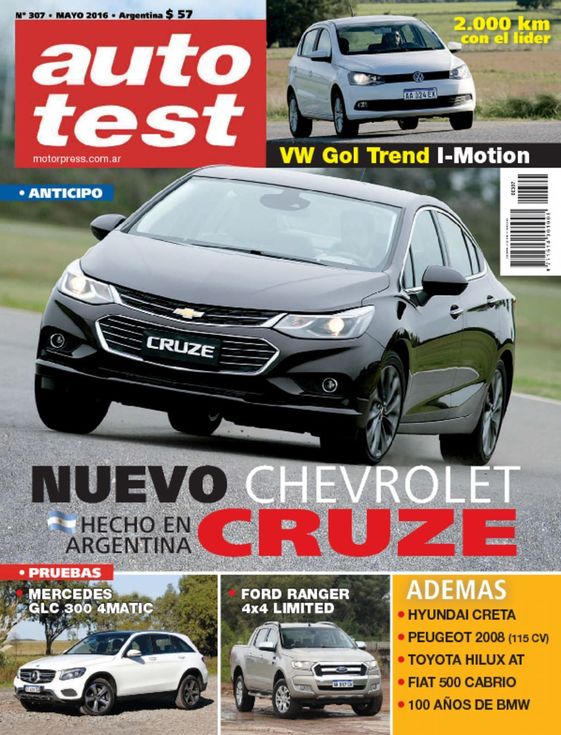 Nº 307 • MAYO 2016 • Argentina $ 57
auto
test
motorpress.com.ar
2.000 km
con el líder
VW Gol Trend I-Motion
• ANTICIPO
00307
CRUZE
NUEVO CHEVROLET
HECHO EN
ARGENTINA
CRUZE
• PRUEBAS
• MERCEDES
GLC 300 4MATIC
• FORD RANGER
4x4 LIMITED
ADEMAS
• HYUNDAI CRETA
• PEUGEOT 2008 (115 CV)
• TOYOTA HILUX AT
• FIAT 500 CABRIO
• 100 AÑOS DE BMW